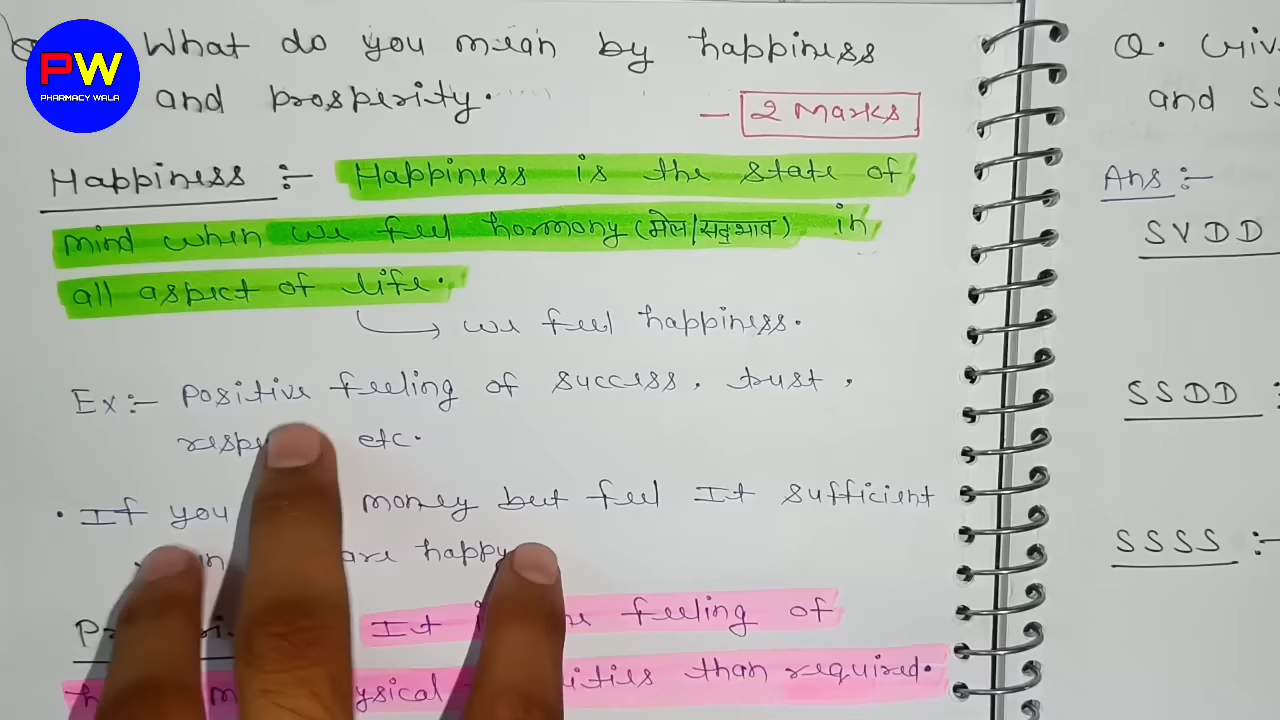 PW
PHARMACY WALA
What do you mean by happiness
and prosperity.
- 2 Marks
Happiness :- Happiness is the state of
mind when we feel hormony (मेल/सद्भाव) in
all aspect of life.
→ we feel happiness.
Ex:- Positive feeling of success, trust,
etc.
• If you money but feel It sufficient
are happy
It feeling of
than required.
Q.
and
Ans :-
SVDD
SSDD :
SSSS :-